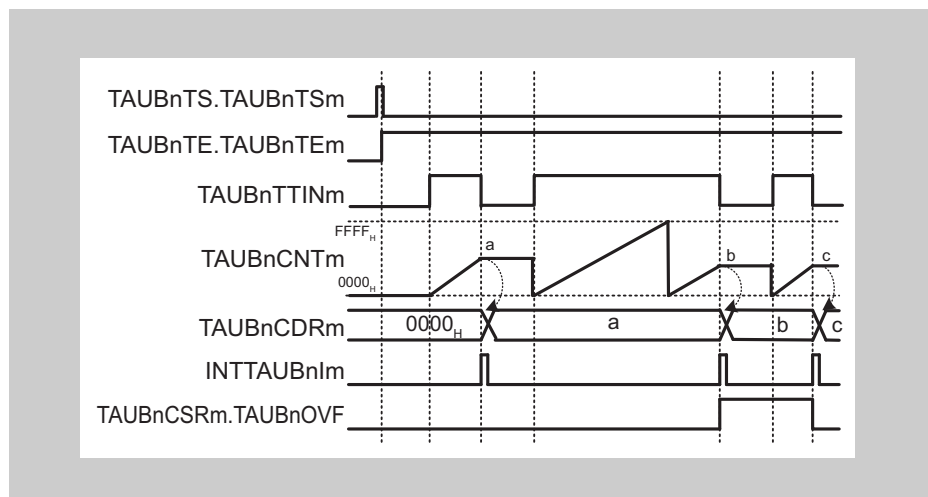 TAUBnTS.TAUBnTSm
TAUBnTE.TAUBnTEm
TAUBnTTINm
FFFFH
a
b
c
TAUBnCNTm
0000H
TAUBnCDRm
0000H
a
b
c
INTTAUBnIm
TAUBnCSRm.TAUBnOVF